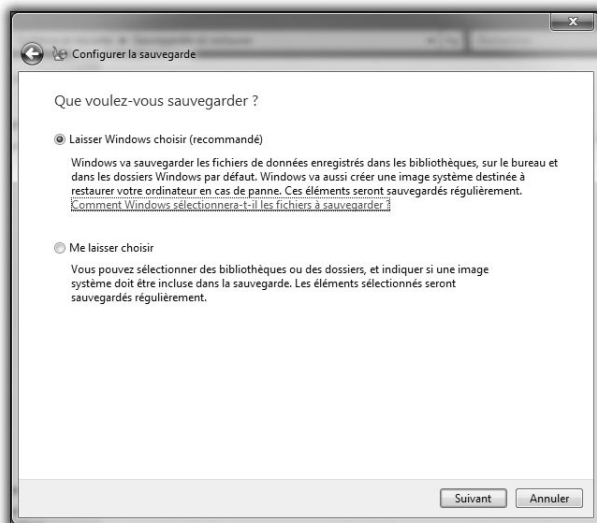 Configurer la sauvegarde
Que voulez-vous sauvegarder ?
Laisser Windows choisir (recommandé)
Windows va sauvegarder les fichiers de données enregistrés dans les bibliothèques, sur le bureau et
dans les dossiers Windows par défaut. Windows va aussi créer une image système destinée à
restaurer votre ordinateur en cas de panne. Ces éléments seront sauvegardés régulièrement.
Comment Windows sélectionnera-t-il les fichiers à sauvegarder ?
Me laisser choisir
Vous pouvez sélectionner des bibliothèques ou des dossiers, et indiquer si une image
système doit être incluse dans la sauvegarde. Les éléments sélectionnés seront
sauvegardés régulièrement.
Suivant
Annuler